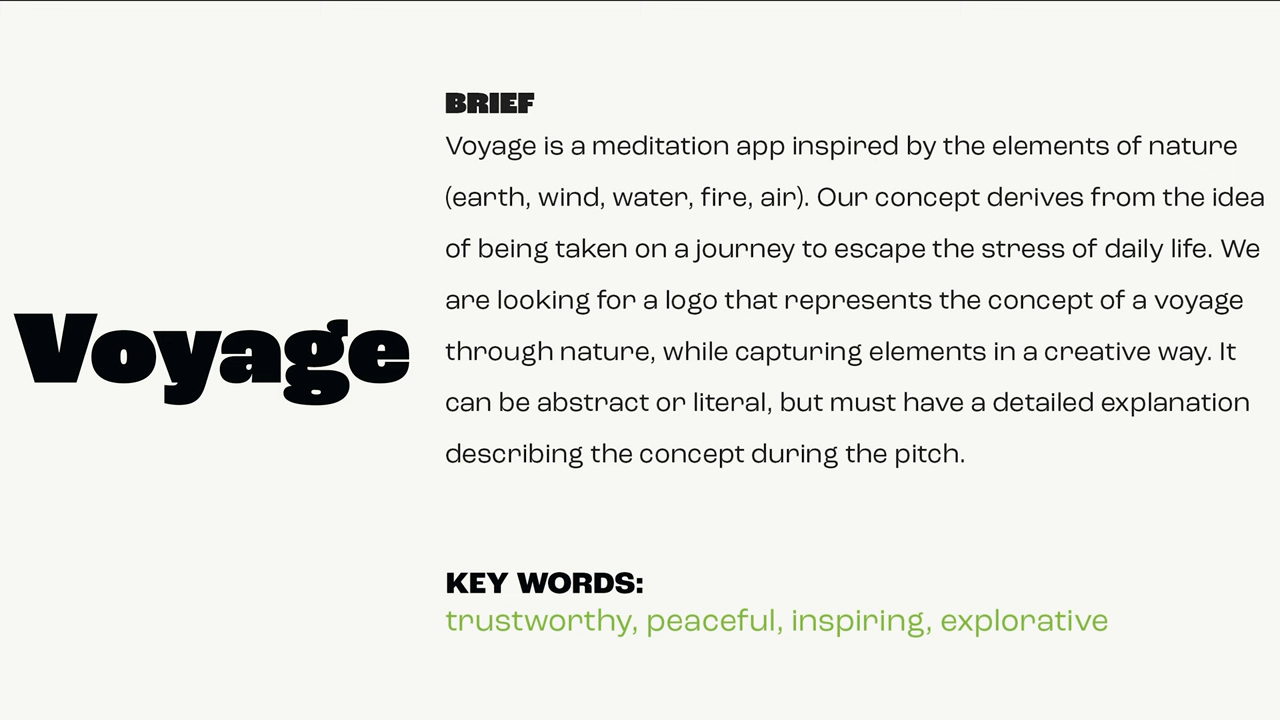 Voyage
BRIEF
Voyage is a meditation app inspired by the elements of nature
(earth, wind, water, fire, air). Our concept derives from the idea
of being taken on a journey to escape the stress of daily life. We
are looking for a logo that represents the concept of a voyage
through nature, while capturing elements in a creative way. It
can be abstract or literal, but must have a detailed explanation
describing the concept during the pitch.
KEY WORDS:
trustworthy, peaceful, inspiring, explorative